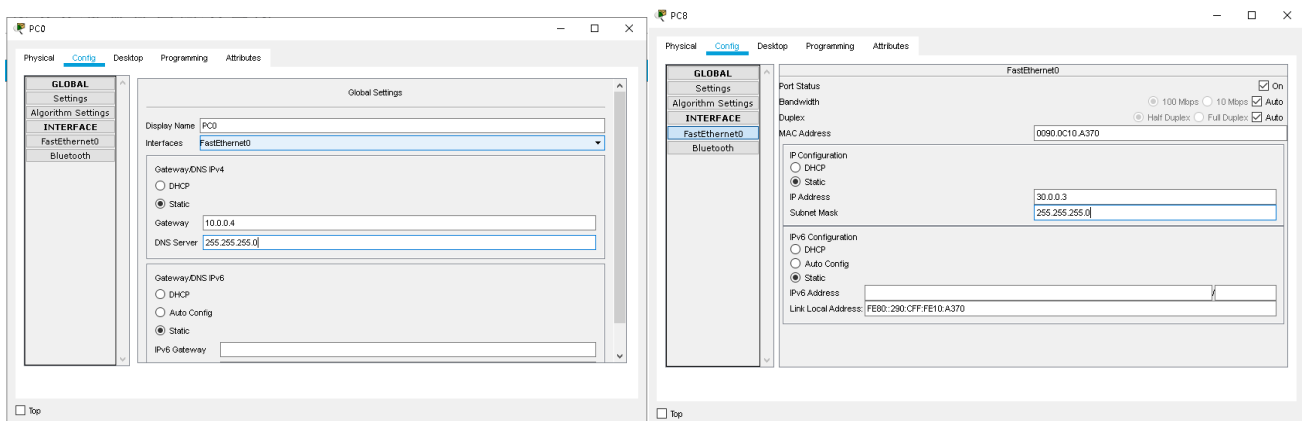 PC0
Physical Config Desktop Programming Attributes
GLOBAL
Settings
Algorithm Settings
INTERFACE
FastEthernet0
Bluetooth
Global Settings
Display Name PC0
Interfaces FastEthernet0
Gateway/DNS IPv4
DHCP
Static
Gateway 10.0.0.4
DNS Server 255.255.255.0
Gateway/DNS IPv6
DHCP
Auto Config
Static
IPv6 Gateway
Top
PC8
Physical Config Desktop Programming Attributes
GLOBAL
Settings
Algorithm Settings
INTERFACE
FastEthernet0
Bluetooth
FastEthernet0
Port Status On
Bandwidth 100 Mbps 10 Mbps Auto
Duplex Half Duplex Full Duplex Auto
MAC Address 0090.0C10.A370
IP Configuration
DHCP
Static
IP Address 30.0.0.3
Subnet Mask 255.255.255.0
IPv6 Configuration
DHCP
Auto Config
Static
IPv6 Address /
Link Local Address: FE80::290:CFF:FE10:A370
Top